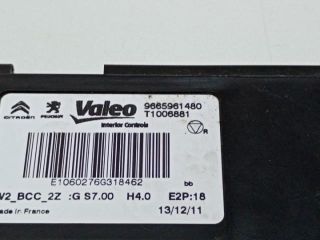 CITROËN PEUGEOT Valeo 9665961480
T1006881
Interior Controls
R
E1060276G318462
bb
V2_BCC_2Z :G S7.00 H4.0 E2P:18
Made in France 13/12/11